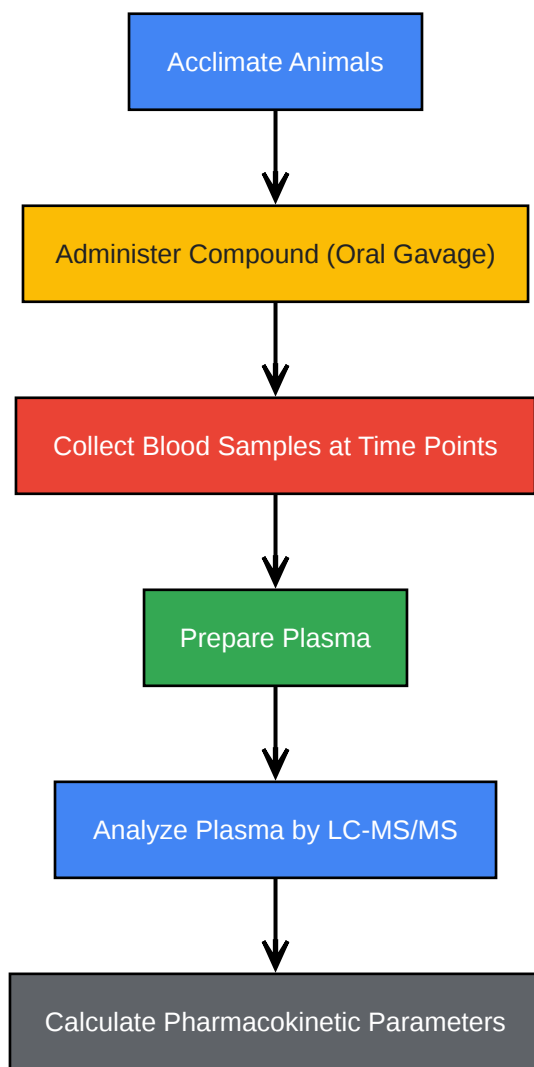 Acclimate Animals
Administer Compound (Oral Gavage)
Collect Blood Samples at Time Points
Prepare Plasma
Analyze Plasma by LC-MS/MS
Calculate Pharmacokinetic Parameters